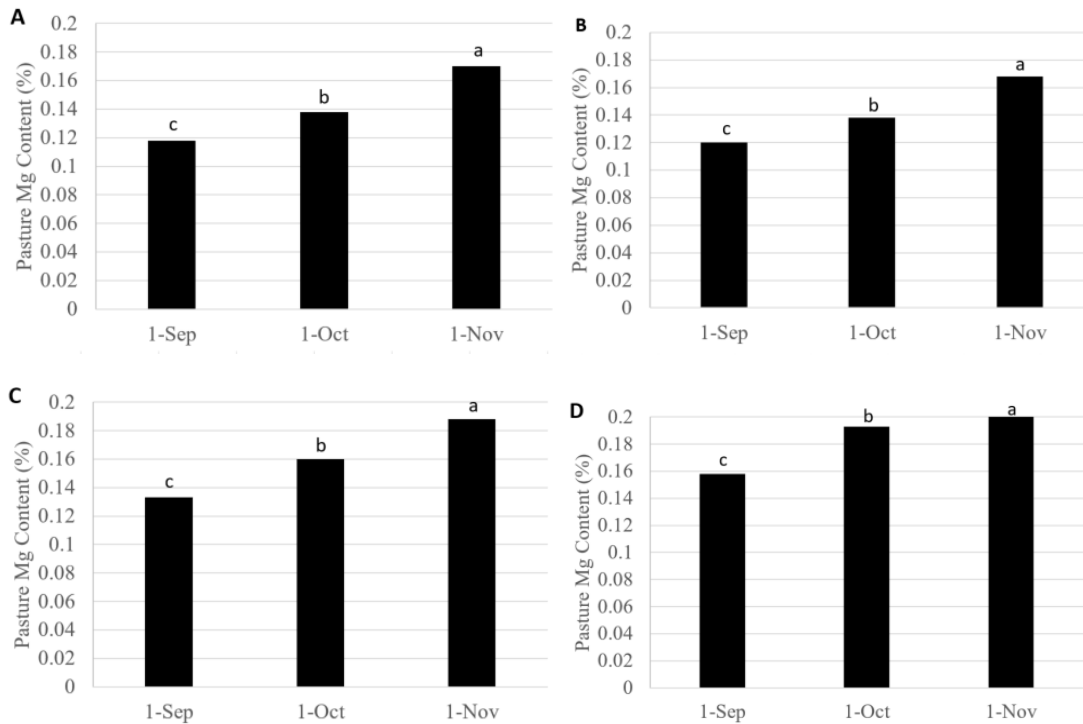 A
Pasture Mg Content (%)
0.2
0.18
0.16
0.14
0.12
0.1
0.08
0.06
0.04
0.02
0
c
b
a
1-Sep
1-Oct
1-Nov
B
Pasture Mg Content (%)
0.2
0.18
0.16
0.14
0.12
0.1
0.08
0.06
0.04
0.02
0
c
b
a
1-Sep
1-Oct
1-Nov
C
Pasture Mg Content (%)
0.2
0.18
0.16
0.14
0.12
0.1
0.08
0.06
0.04
0.02
0
c
b
a
1-Sep
1-Oct
1-Nov
D
Pasture Mg Content (%)
0.2
0.18
0.16
0.14
0.12
0.1
0.08
0.06
0.04
0.02
0
c
b
a
1-Sep
1-Oct
1-Nov